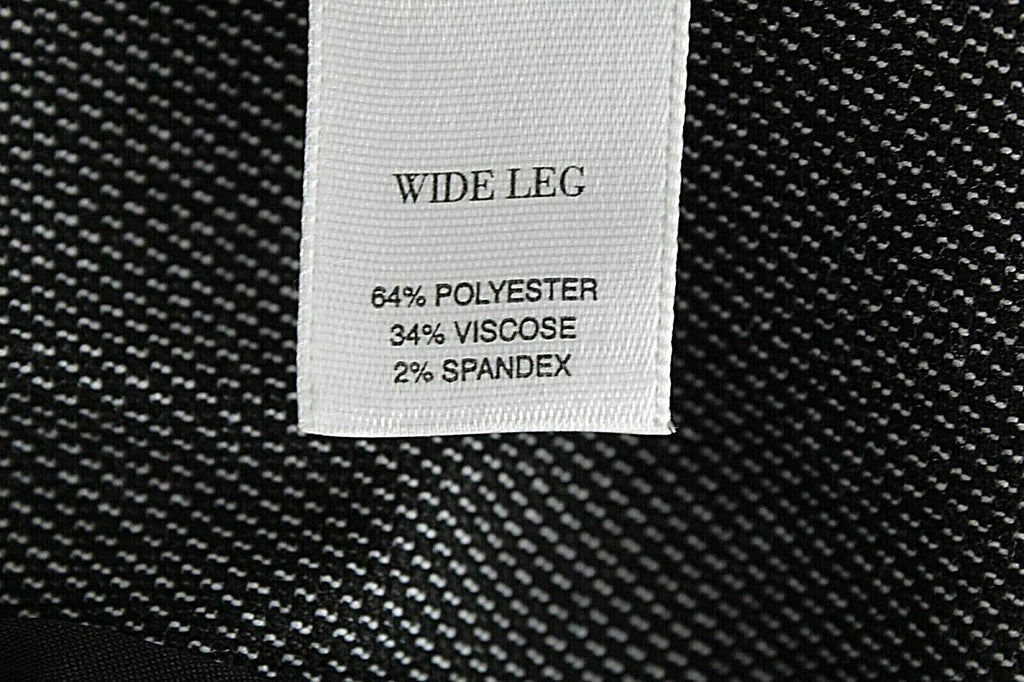 WIDE LEG
64% POLYESTER
34% VISCOSE
2% SPANDEX